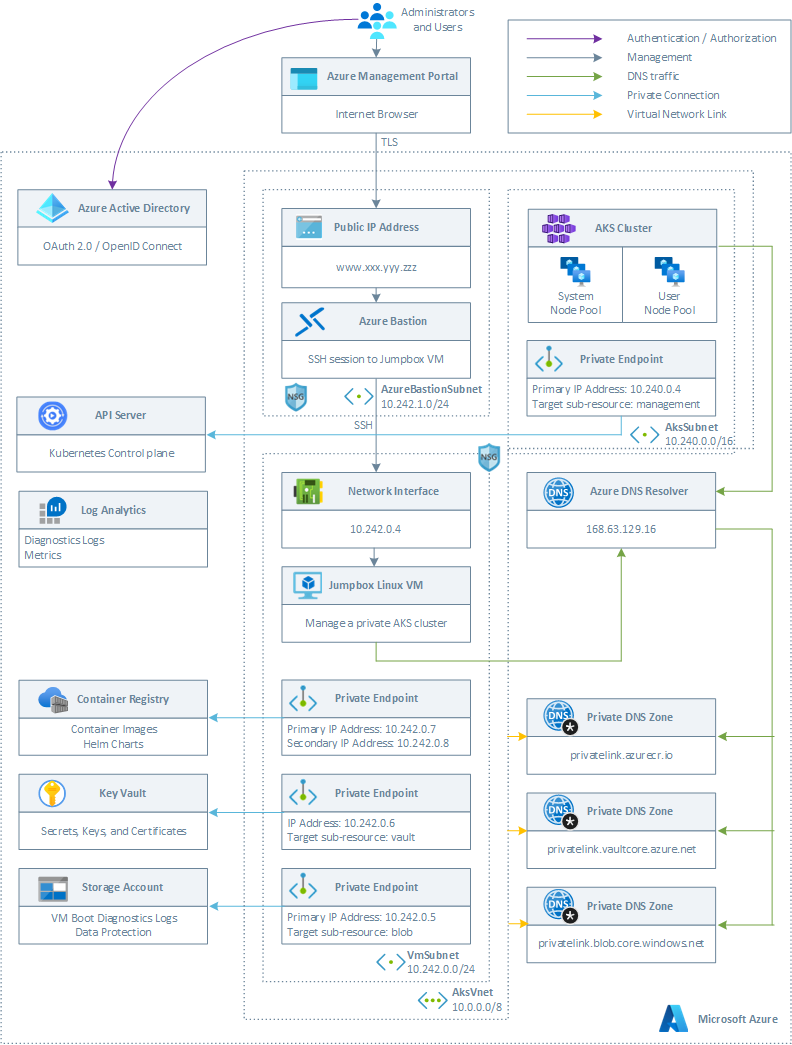 Administrators
and Users
Authentication / Authorization
Management
DNS traffic
Private Connection
Virtual Network Link
Azure Management Portal
Internet Browser
TLS
Azure Active Directory
OAuth 2.0 / OpenID Connect
Public IP Address
www.xxx.yyy.zzz
Azure Bastion
SSH session to Jumpbox VM
NSG
AzureBastionSubnet
10.242.1.0/24
SSH
AKS Cluster
System
Node Pool
User
Node Pool
Private Endpoint
Primary IP Address: 10.240.0.4
Target sub-resource: management
AksSubnet
10.240.0.0/16
API Server
Kubernetes Control plane
Log Analytics
Diagnostics Logs
Metrics
NSG
Network Interface
10.242.0.4
Jumpbox Linux VM
Manage a private AKS cluster
DNS
Azure DNS Resolver
168.63.129.16
Container Registry
Container Images
Helm Charts
Private Endpoint
Primary IP Address: 10.242.0.7
Secondary IP Address: 10.242.0.8
DNS
*
Private DNS Zone
privatelink.azurecr.io
Key Vault
Secrets, Keys, and Certificates
Private Endpoint
IP Address: 10.242.0.6
Target sub-resource: vault
DNS
*
Private DNS Zone
privatelink.vaultcore.azure.net
Storage Account
VM Boot Diagnostics Logs
Data Protection
Private Endpoint
Primary IP Address: 10.242.0.5
Target sub-resource: blob
DNS
*
Private DNS Zone
privatelink.blob.core.windows.net
VmSubnet
10.242.0.0/24
AksVnet
10.0.0.0/8
Microsoft Azure